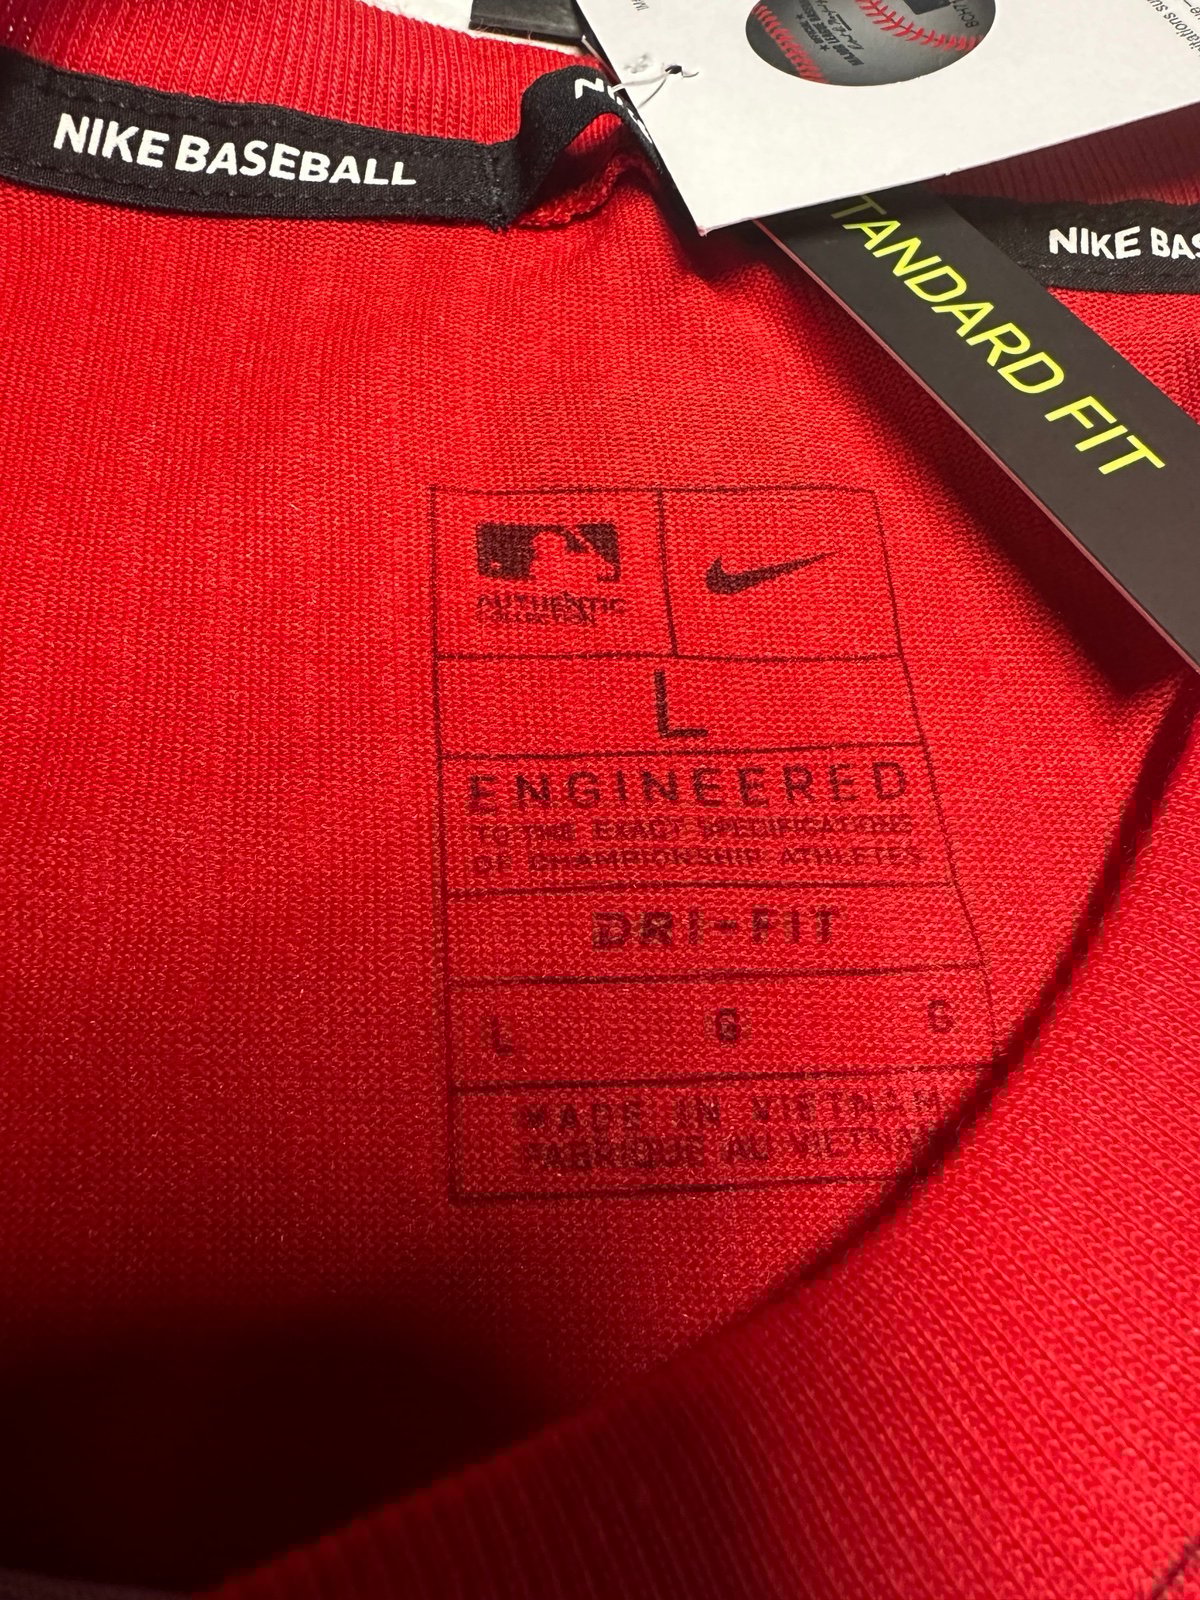 NIKE BASEBALL
NIKE BAS
TANDARD FIT
AUTHENTIC
COLLECTION
L
ENGINEERED
TO THE EXACT SPECIFICATIONS
OF CHAMPIONSHIP ATHLETES
DRI-FIT
L G G
MADE IN VIETNAM
FABRIQUE AU VIETNAM